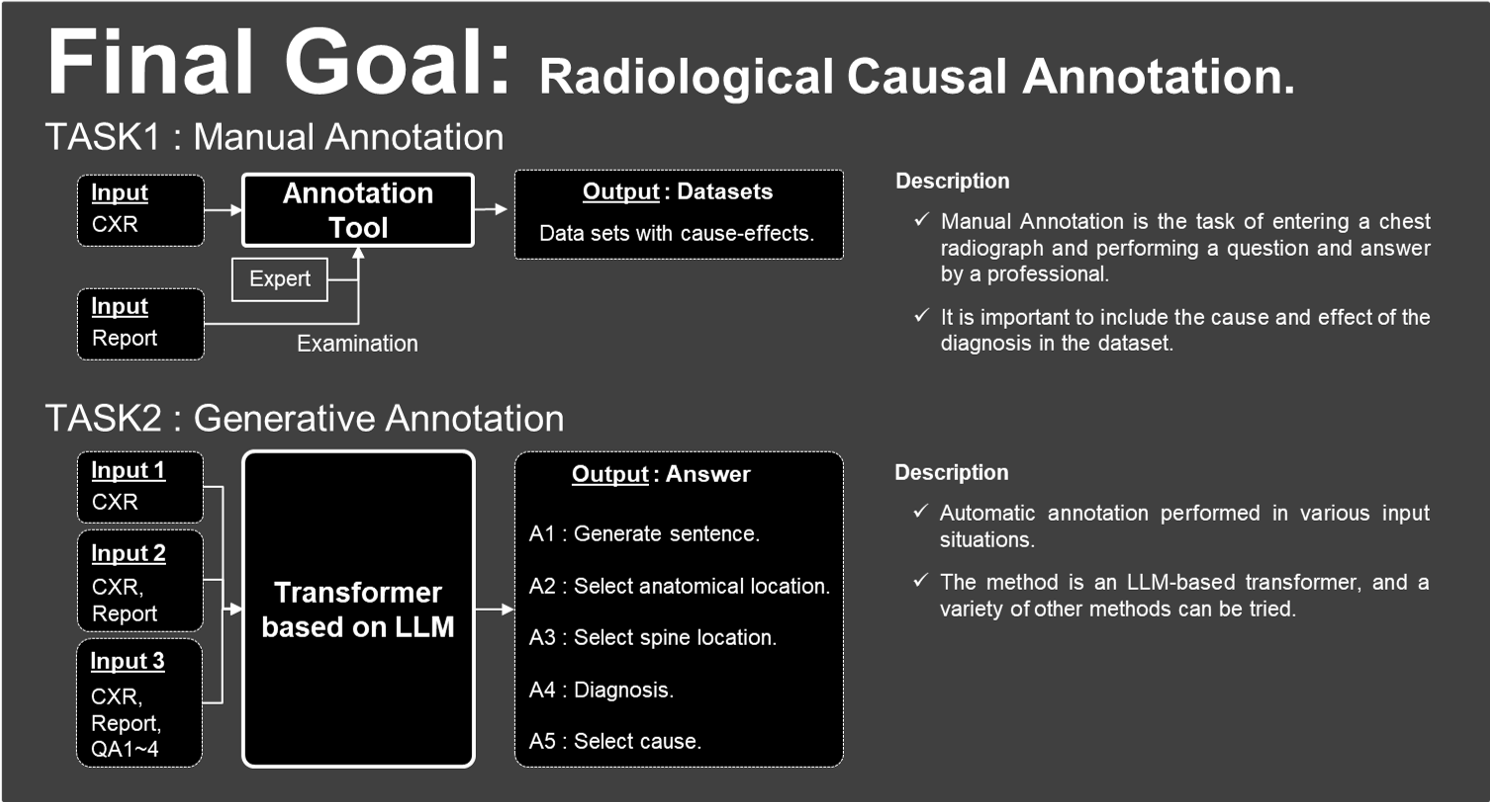 Final Goal: Radiological Causal Annotation.
TASK1 : Manual Annotation
Input
CXR
Annotation
Tool
Output : Datasets
Data sets with cause-effects.
Expert
Input
Report
Examination
Description
✓ Manual Annotation is the task of entering a chest
radiograph and performing a question and answer
by a professional.
✓ It is important to include the cause and effect of the
diagnosis in the dataset.
TASK2 : Generative Annotation
Input 1
CXR
Input 2
CXR,
Report
Input 3
CXR,
Report,
QA1~4
Transformer
based on LLM
Output : Answer
A1 : Generate sentence.
A2 : Select anatomical location.
A3 : Select spine location.
A4 : Diagnosis.
A5 : Select cause.
Description
✓ Automatic annotation performed in various input
situations.
✓ The method is an LLM-based transformer, and a
variety of other methods can be tried.